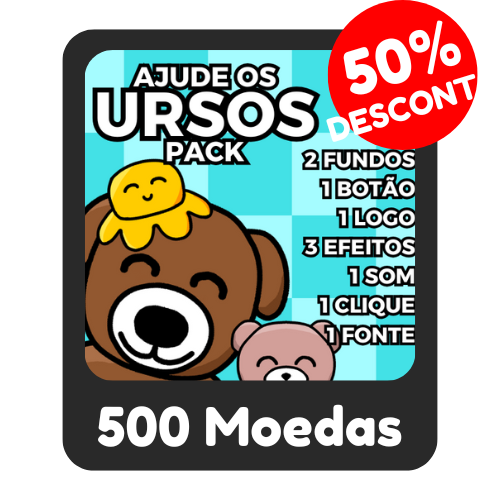 50%
DESCONT
AJUDE OS
URSOS
PACK
2 FUNDOS
1 BOTÃO
1 LOGO
3 EFEITOS
1 SOM
1 CLIQUE
1 FONTE
500 Moedas